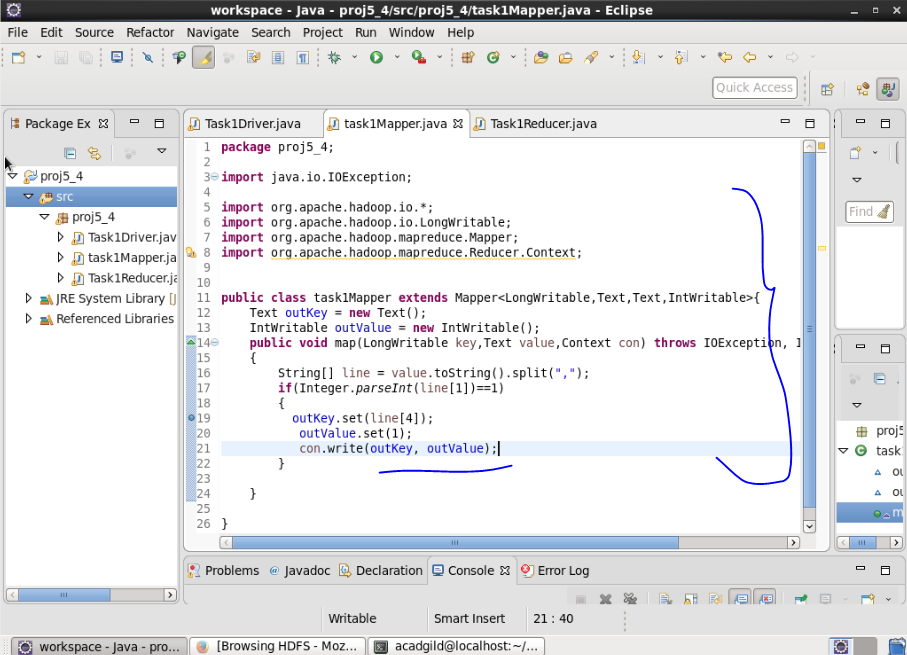 workspace - Java - proj5_4/src/proj5_4/task1Mapper.java - Eclipse
File Edit Source Refactor Navigate Search Project Run Window Help
Quick Access
Package Ex
Task1Driver.java task1Mapper.java Task1Reducer.java
proj5_4
src
proj5_4
Task1Driver.jav
task1Mapper.ja
Task1Reducer.ja
JRE System Library [
Referenced Libraries
1 package proj5_4;
2
3 import java.io.IOException;
4
5 import org.apache.hadoop.io.*;
6 import org.apache.hadoop.io.LongWritable;
7 import org.apache.hadoop.mapreduce.Mapper;
8 import org.apache.hadoop.mapreduce.Reducer.Context;
9
10
11 public class task1Mapper extends Mapper<LongWritable,Text,Text,IntWritable>{
12 Text outKey = new Text();
13 IntWritable outValue = new IntWritable();
14 public void map(LongWritable key,Text value,Context con) throws IOException, I
15 {
16 String[] line = value.toString().split(",");
17 if(Integer.parseInt(line[1])==1)
18 {
19 outKey.set(line[4]);
20 outValue.set(1);
21 con.write(outKey, outValue);
22 }
23
24 }
25
26 }
Find
proj5
task
ou
ou
m
Problems @ Javadoc Declaration Console Error Log
Writable Smart Insert 21 : 40
workspace - Java - pro... [Browsing HDFS - Moz... acadgild@localhost:~/...